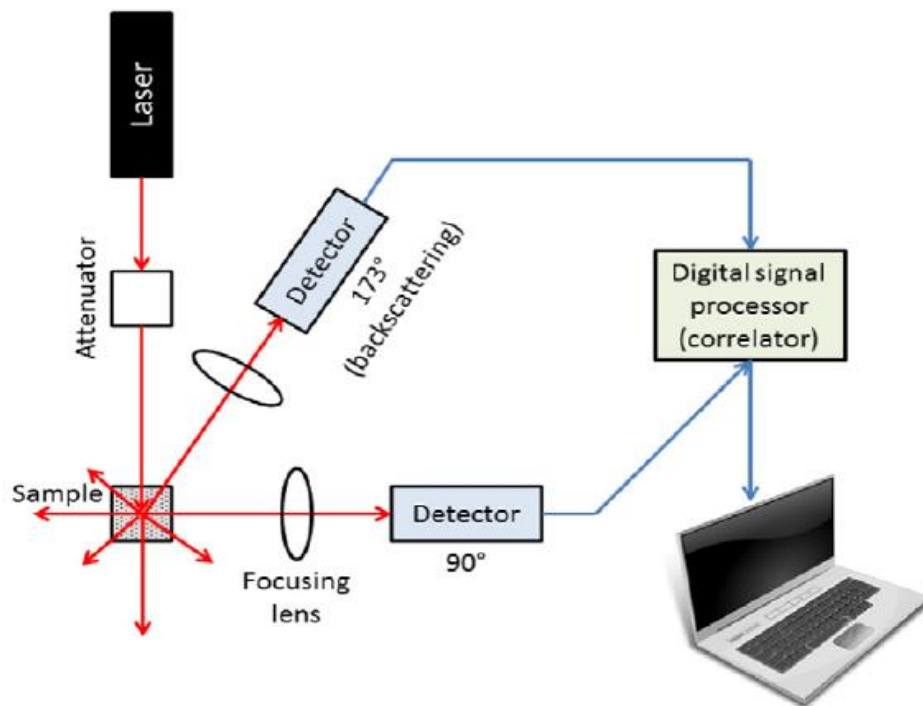 Laser
Attenuator
Detector
173°
(backscattering)
Digital signal
processor
(correlator)
Sample
Detector
90°
Focusing
lens